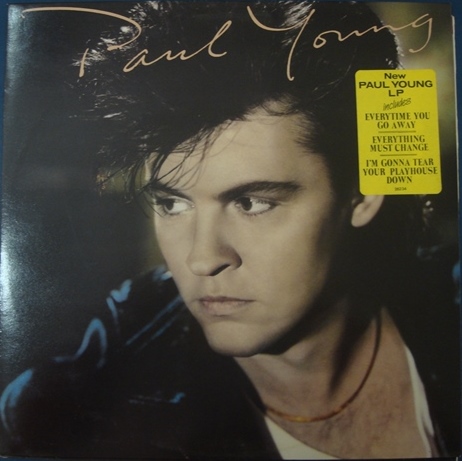 Paul Young
New
PAUL YOUNG
LP
includes
EVERYTIME YOU
GO AWAY
EVERYTHING
MUST CHANGE
I'M GONNA TEAR
YOUR PLAYHOUSE
DOWN